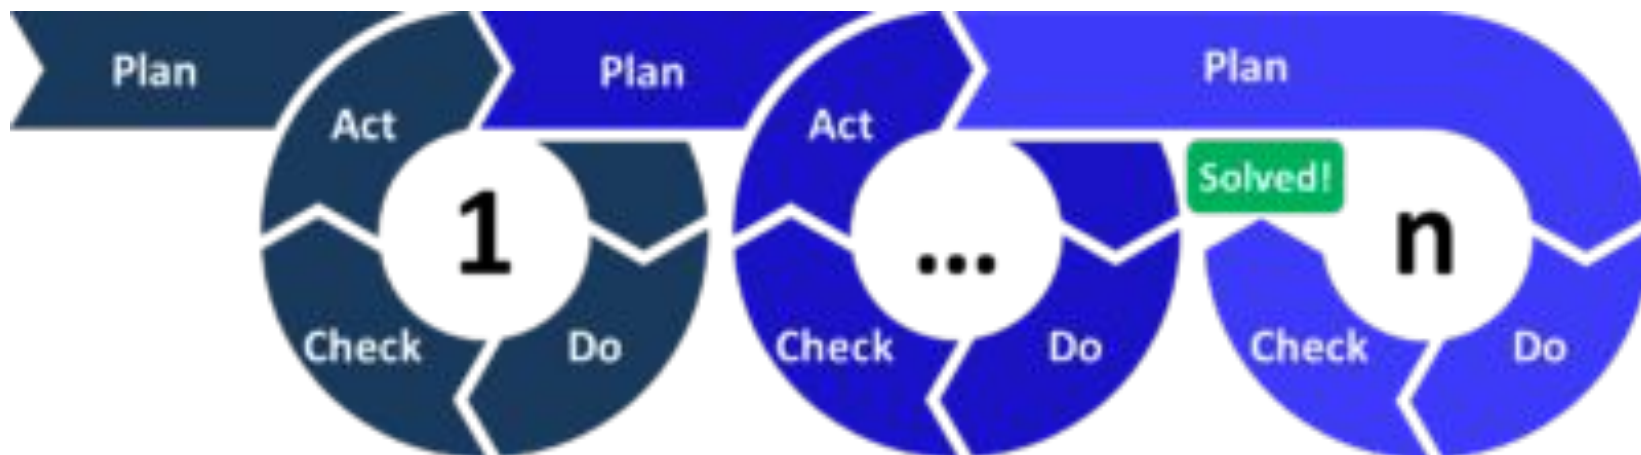 Plan
Act
1
Check
Do
Plan
Act
...
Check
Do
Plan
Solved!
n
Check
Do